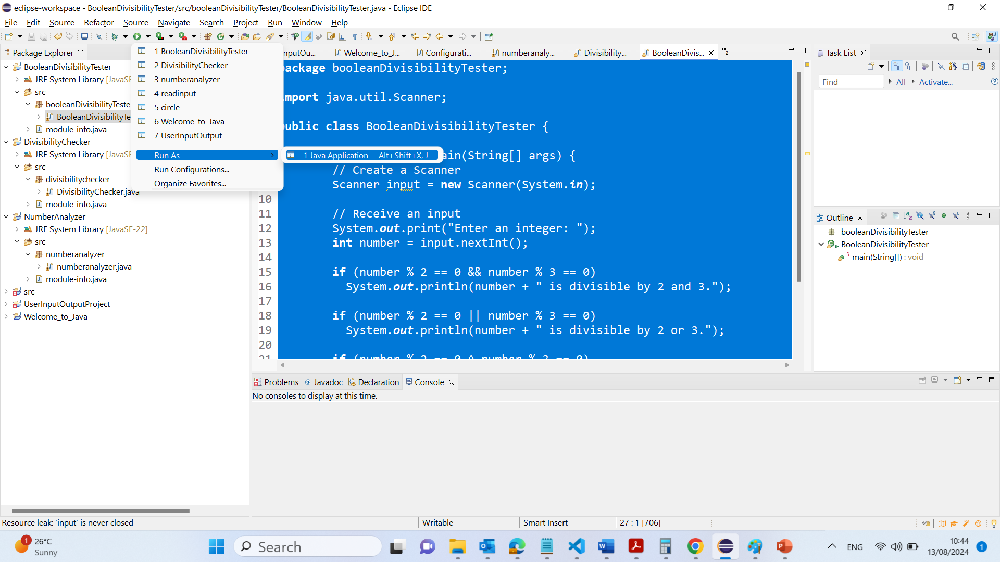 eclipse-workspace - BooleanDivisibilityTester/src/booleanDivisibilityTester/BooleanDivisibilityTester.java - Eclipse IDE
File Edit Source Refactor Source Navigate Search Project Run Window Help
Package Explorer
BooleanDivisibilityTester
JRE System Library [JavaSE
src
booleanDivisibilityTeste
BooleanDivisibilityTe
module-info.java
DivisibilityChecker
JRE System Library [JavaSE
src
divisibilitychecker
DivisibilityChecker.java
module-info.java
NumberAnalyzer
JRE System Library [JavaSE-22]
src
numberanalyzer
numberanalyzer.java
module-info.java
src
UserInputOutputProject
Welcome_to_Java
1 BooleanDivisibilityTester
2 DivisibilityChecker
3 numberanalyzer
4 readinput
5 circle
6 Welcome_to_Java
7 UserInputOutput
Run As
Run Configurations...
Organize Favorites...
1 Java Application Alt+Shift+X, J
nputOu... Welcome_to_J... Configurati... numberanaly... Divisibility... BooleanDivis... 2
package booleanDivisibilityTester;
import java.util.Scanner;
public class BooleanDivisibilityTester {
ain(String[] args) {
// Create a Scanner
Scanner input = new Scanner(System.in);
10
11 // Receive an input
12 System.out.print("Enter an integer: ");
13 int number = input.nextInt();
14
15 if (number % 2 == 0 && number % 3 == 0)
16 System.out.println(number + " is divisible by 2 and 3.");
17
18 if (number % 2 == 0 || number % 3 == 0)
19 System.out.println(number + " is divisible by 2 or 3.");
20
21 if (number % 2 == 0 ^ number % 3 == 0)
Task List
Find All Activate...
Outline
booleanDivisibilityTester
BooleanDivisibilityTester
main(String[]) : void
Problems @ Javadoc Declaration Console
No consoles to display at this time.
Resource leak: 'input' is never closed Writable Smart Insert 27 : 1 [706]
1
26°C
Sunny
Search
ENG
10:44
13/08/2024
1